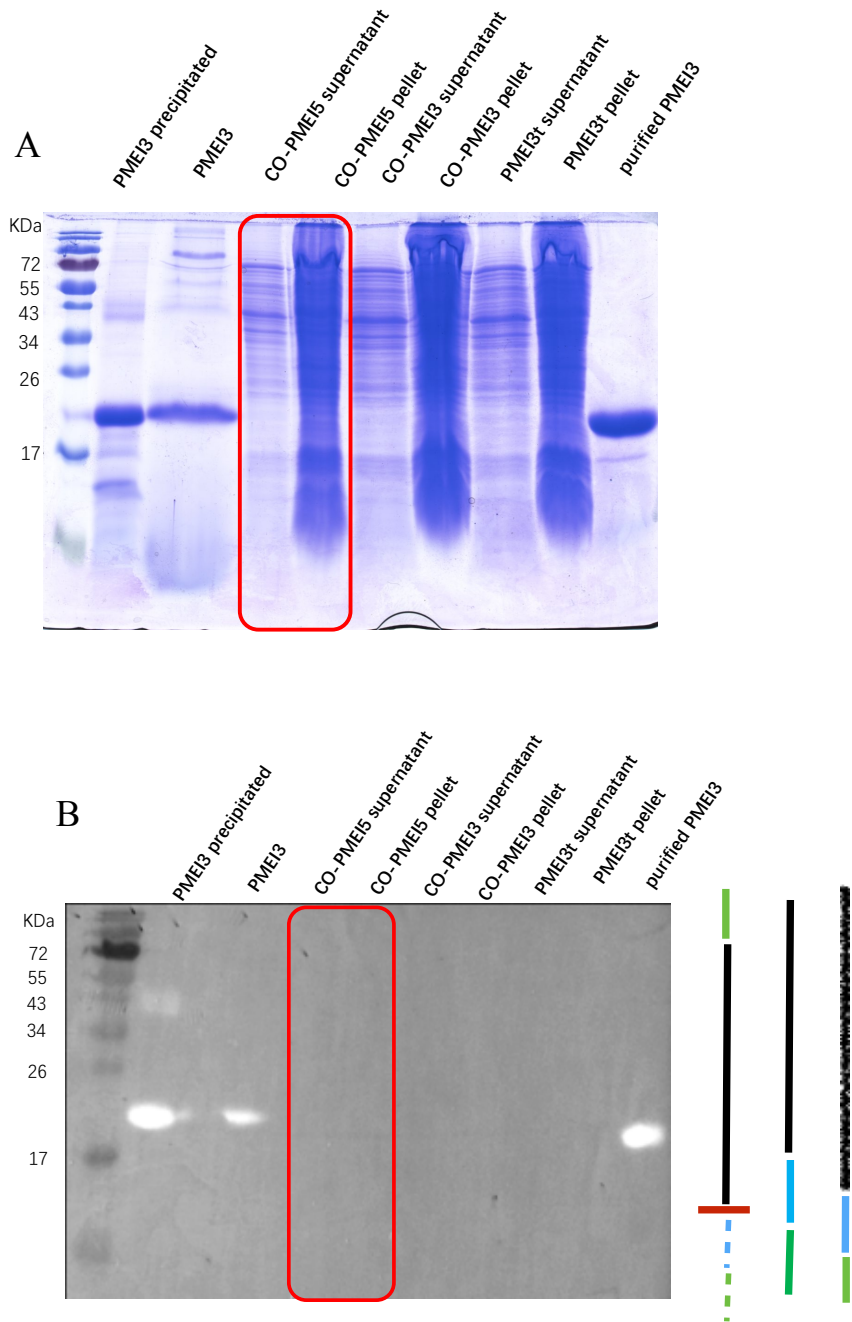 A
PMEI3 precipitated
PMEI3
CO-PMEI5 supernatant
CO-PMEI5 pellet
CO-PMEI3 supernatant
CO-PMEI3 pellet
PMEI3t supernatant
PMEI3t pellet
purified PMEI3
KDa
72
55
43
34
26
17
B
PMEI3 precipitated
PMEI3
CO-PMEI5 supernatant
CO-PMEI5 pellet
CO-PMEI3 supernatant
CO-PMEI3 pellet
PMEI3t supernatant
PMEI3t pellet
purified PMEI3
KDa
72
55
43
34
26
17